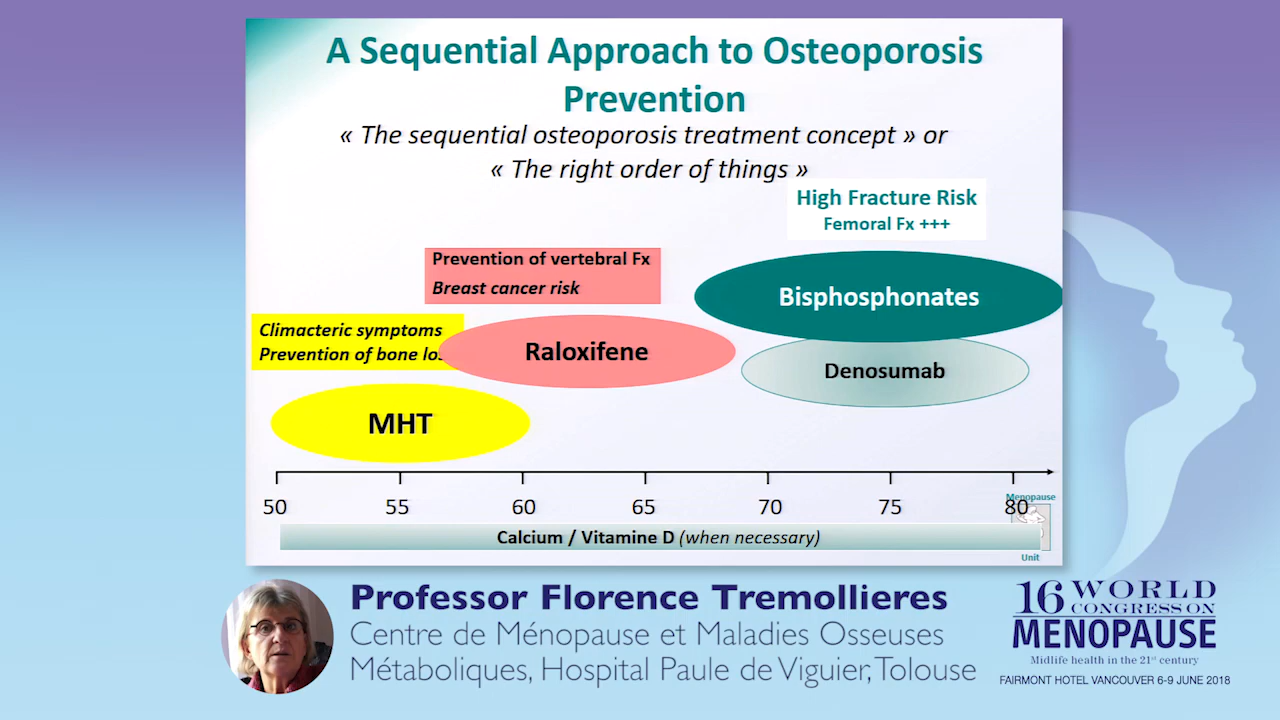 A Sequential Approach to Osteoporosis
Prevention
« The sequential osteoporosis treatment concept » or
« The right order of things »
High Fracture Risk
Femoral Fx +++
Prevention of vertebral Fx
Breast cancer risk
Bisphosphonates
Climacteric symptoms
Prevention of bone los
Raloxifene
Denosumab
MHT
50 55 60 65 70 75 80
Menopause
Unit
Calcium / Vitamine D (when necessary)
Professor Florence Tremollieres
Centre de Ménopause et Maladies Osseuses
Métaboliques, Hospital Paule de Viguier, Tolouse
16 WORLD
CONGRESS ON
MENOPAUSE
Midlife health in the 21st century
FAIRMONT HOTEL VANCOUVER 6-9 JUNE 2018